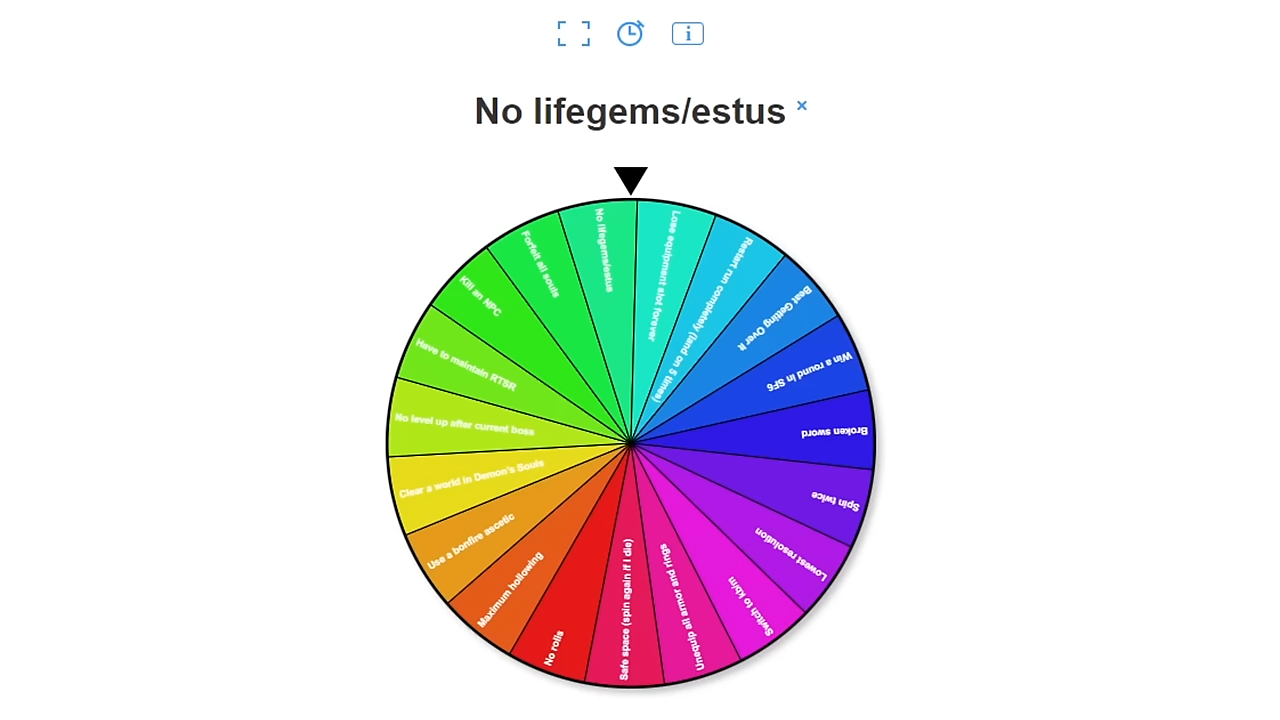 No lifegems/estus ×
No lifegems/estus
Lose equipment slot forever
Restart run completely (land on 5 times)
Beat Getting Over It
Win a round in SF6
Broken sword
Spin twice
Lowest resolution
Switch to kbm
Unequip all armor and rings
Safe space (spin again if I die)
No rolls
Maximum hollowing
Use a bonfire ascetic
Clear a world in Demon's Souls
No level up after current boss
Have to maintain RTSR
Kill an NPC
Forfeit all souls